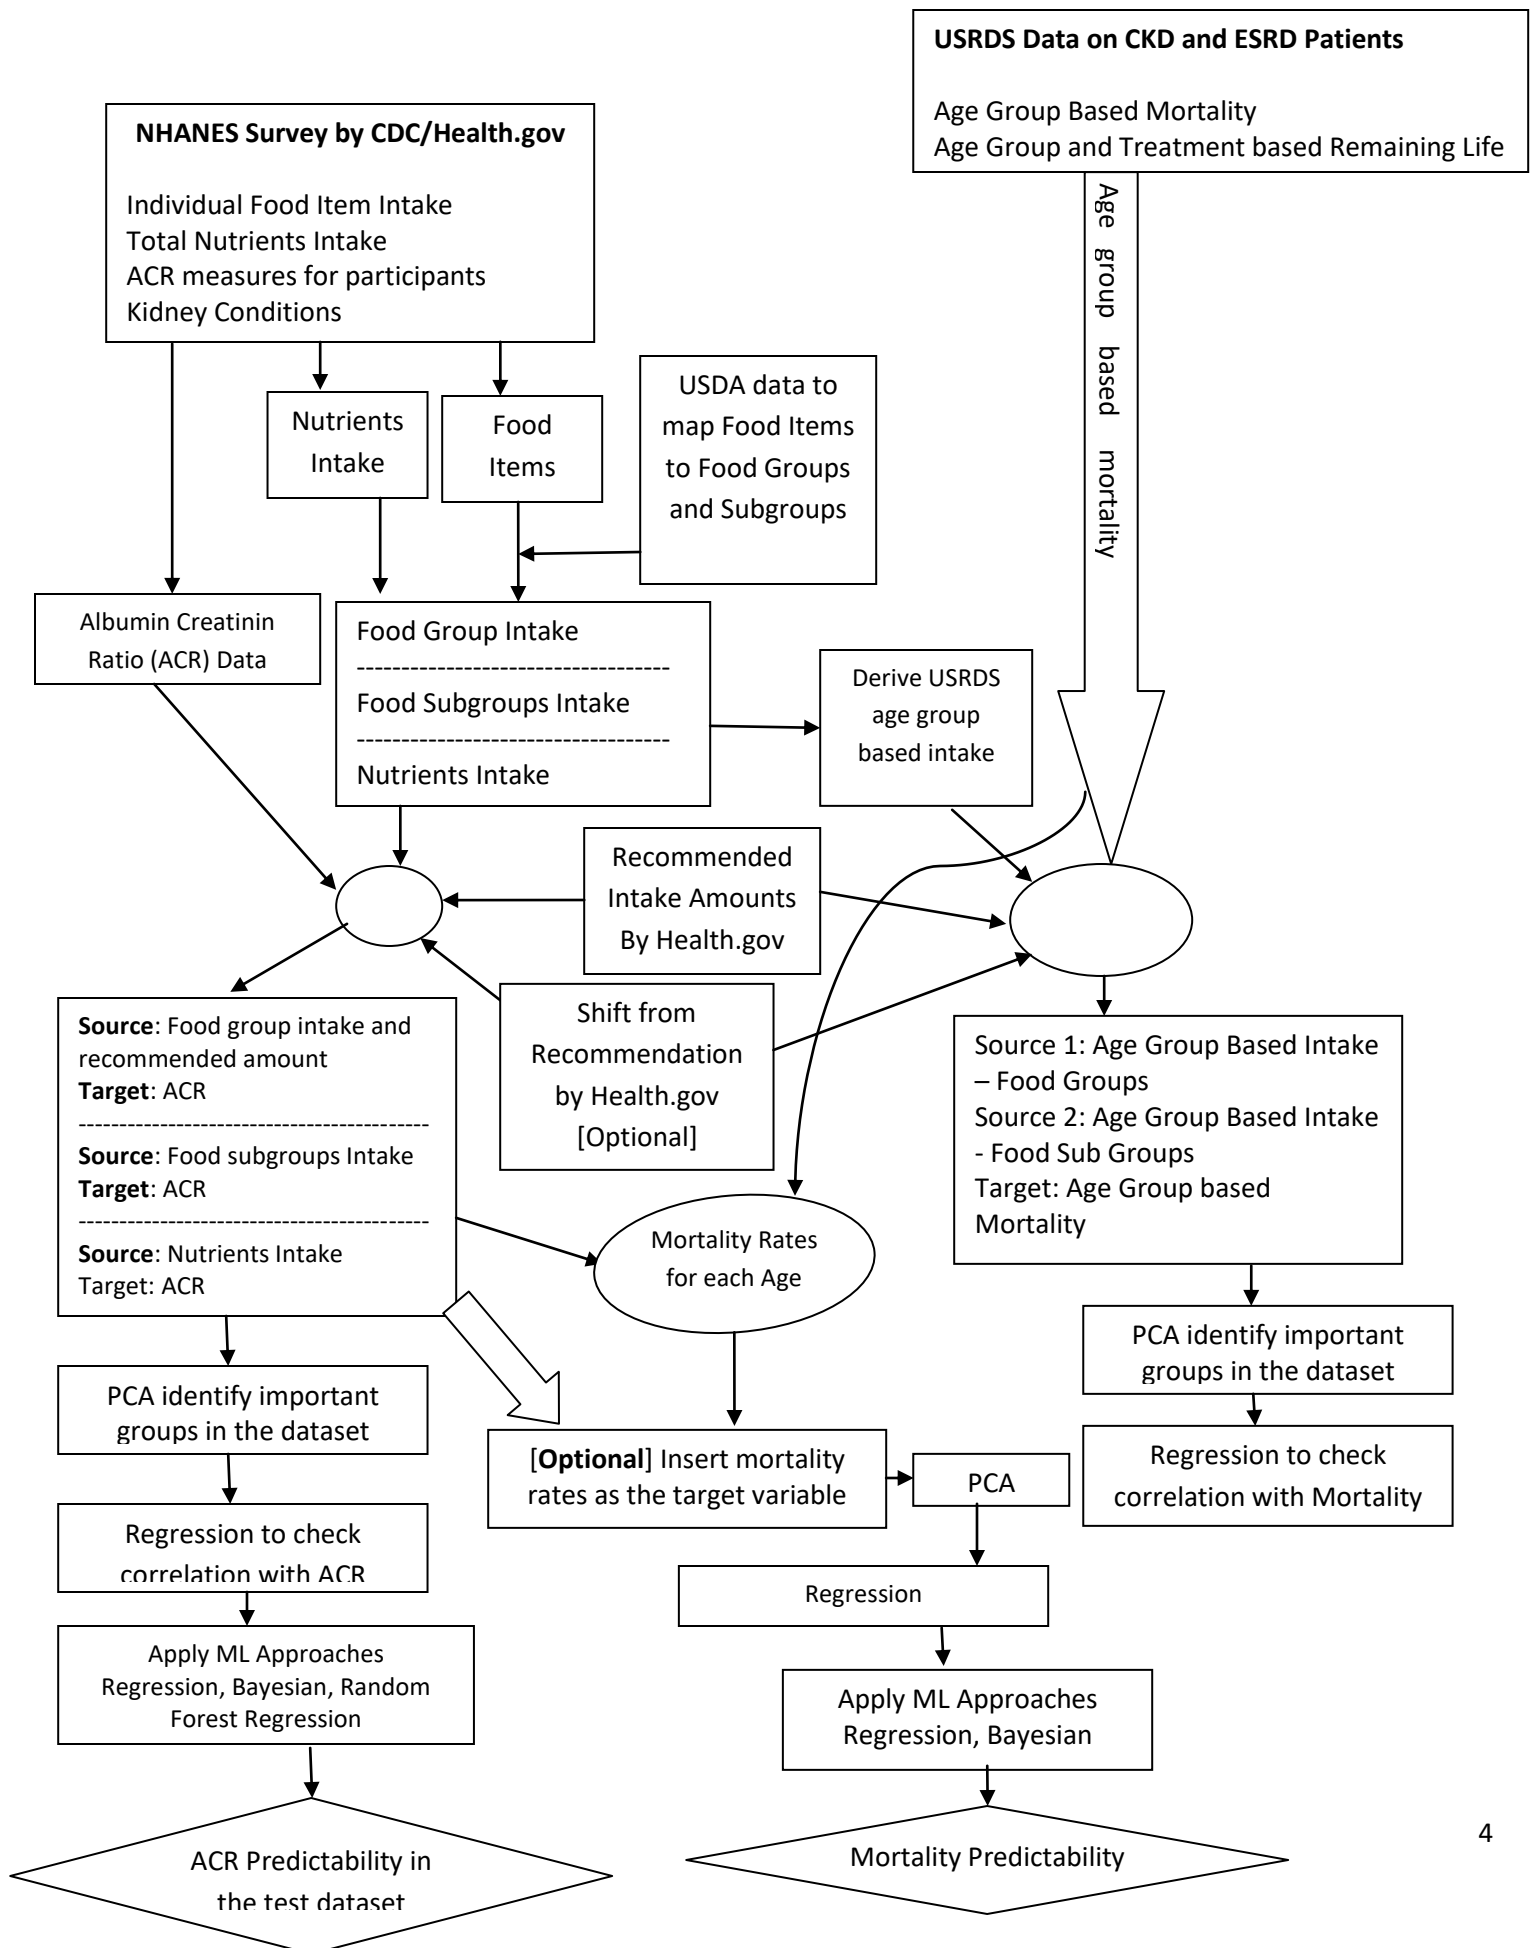 USRDS Data on CKD and ESRD Patients
Age Group Based Mortality
Age Group and Treatment based Remaining Life
NHANES Survey by CDC/Health.gov
Individual Food Item Intake
Total Nutrients Intake
ACR measures for participants
Kidney Conditions
Age group based mortality
Nutrients
Intake
Food
Items
USDA data to
map Food Items
to Food Groups
and Subgroups
Albumin Creatinin
Ratio (ACR) Data
Food Group Intake
-----------------------------------
Food Subgroups Intake
-----------------------------------
Nutrients Intake
Derive USRDS
age group
based intake
Recommended
Intake Amounts
By Health.gov
Shift from
Recommendation
by Health.gov
[Optional]
Source: Food group intake and
recommended amount
Target: ACR
-------------------------------------------
Source: Food subgroups Intake
Target: ACR
-------------------------------------------
Source: Nutrients Intake
Target: ACR
Source 1: Age Group Based Intake
– Food Groups
Source 2: Age Group Based Intake
- Food Sub Groups
Target: Age Group based
Mortality
Mortality Rates
for each Age
PCA identify important
groups in the dataset
PCA identify important
groups in the dataset
[Optional] Insert mortality
rates as the target variable
PCA
Regression to check
correlation with Mortality
Regression to check
correlation with ACR
Regression
Apply ML Approaches
Regression, Bayesian, Random
Forest Regression
Apply ML Approaches
Regression, Bayesian
ACR Predictability in
the test dataset
Mortality Predictability
4